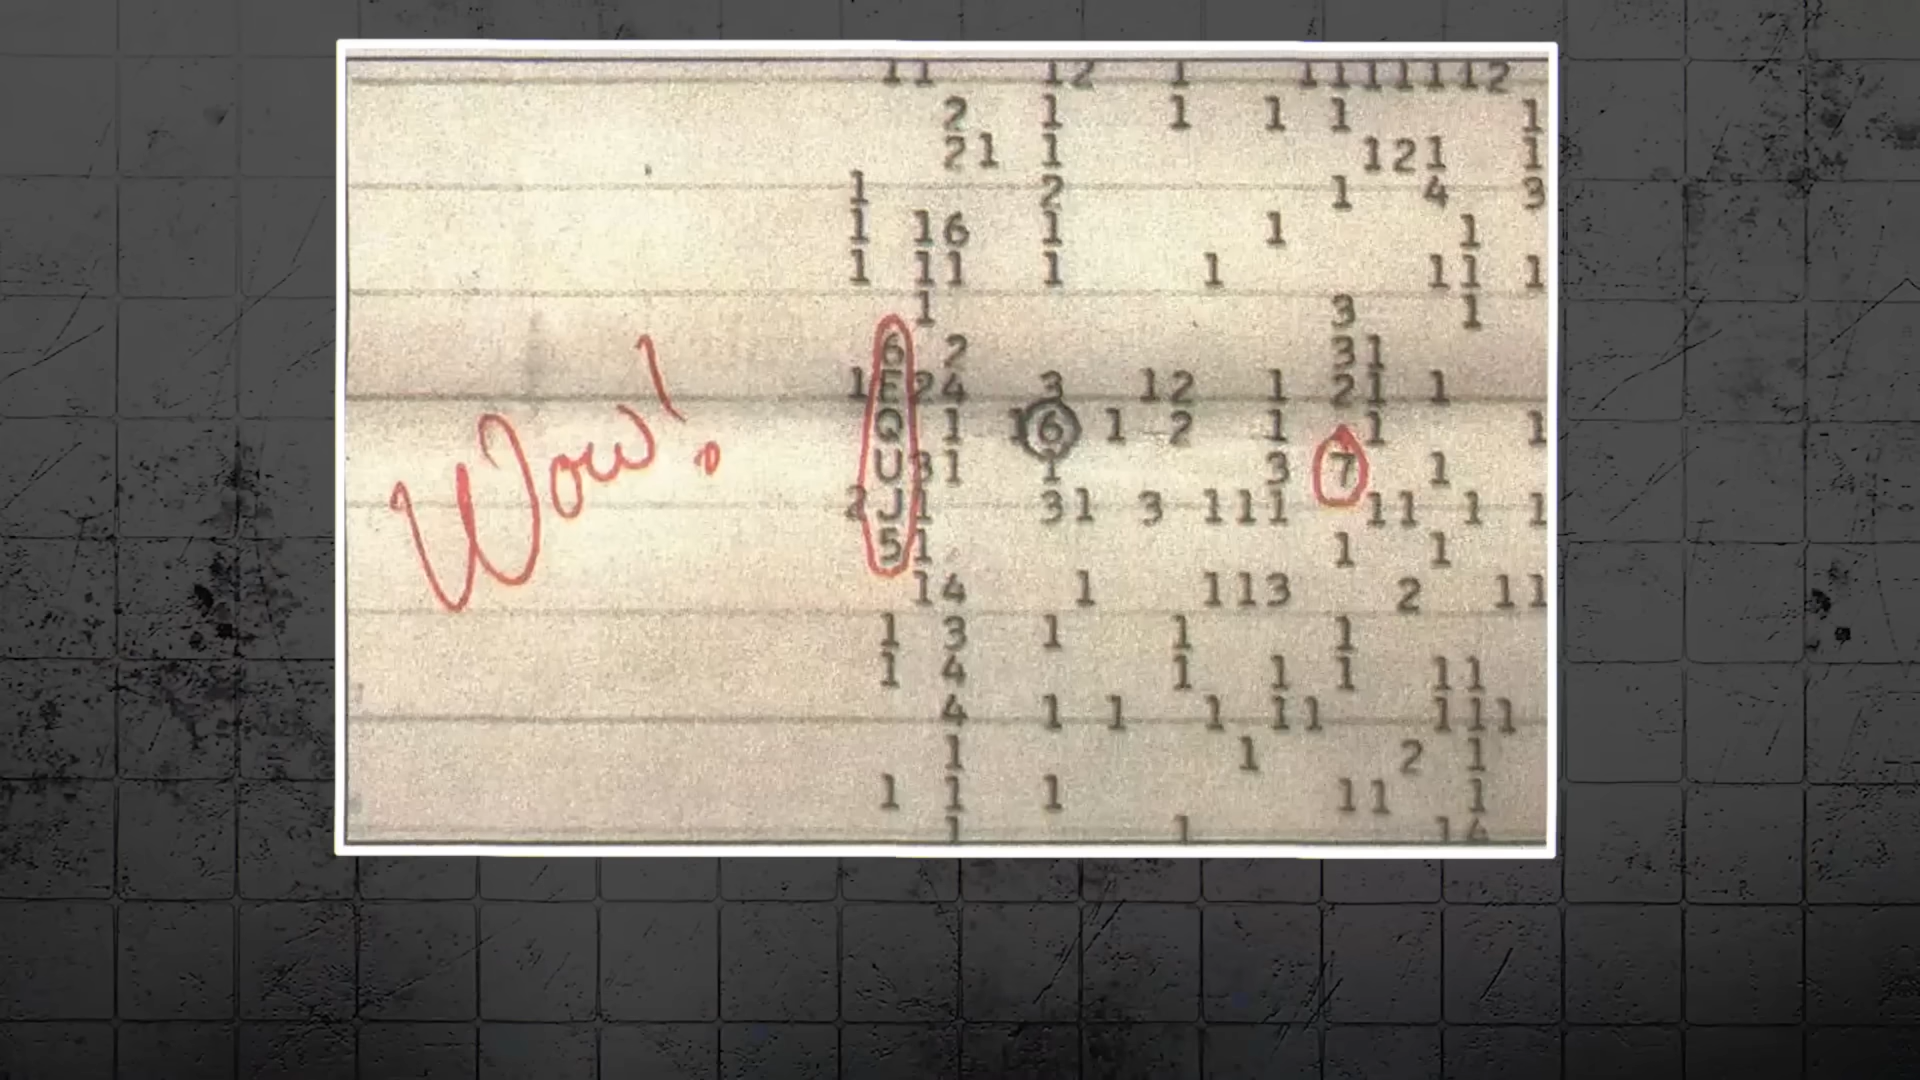 11 12 1 1111112
2 1 1 1 1 1
21 1 121 1
1 2 1 4 3
1 16 1 1 1
1 11 1 1 11 1
1 3 1
6 2 31
1E24 3 12 1 21 1
Q 1 16 1 2 1 1 1
U31 1 3 7 1
2J1 31 3 111 11 1 1
51 1 1
14 1 113 2 11
1 3 1 1 1
1 4 1 1 1 11
4 1 1 1 11 111
1 1 2 1
1 1 1 11 1
1 1 14
Wow!